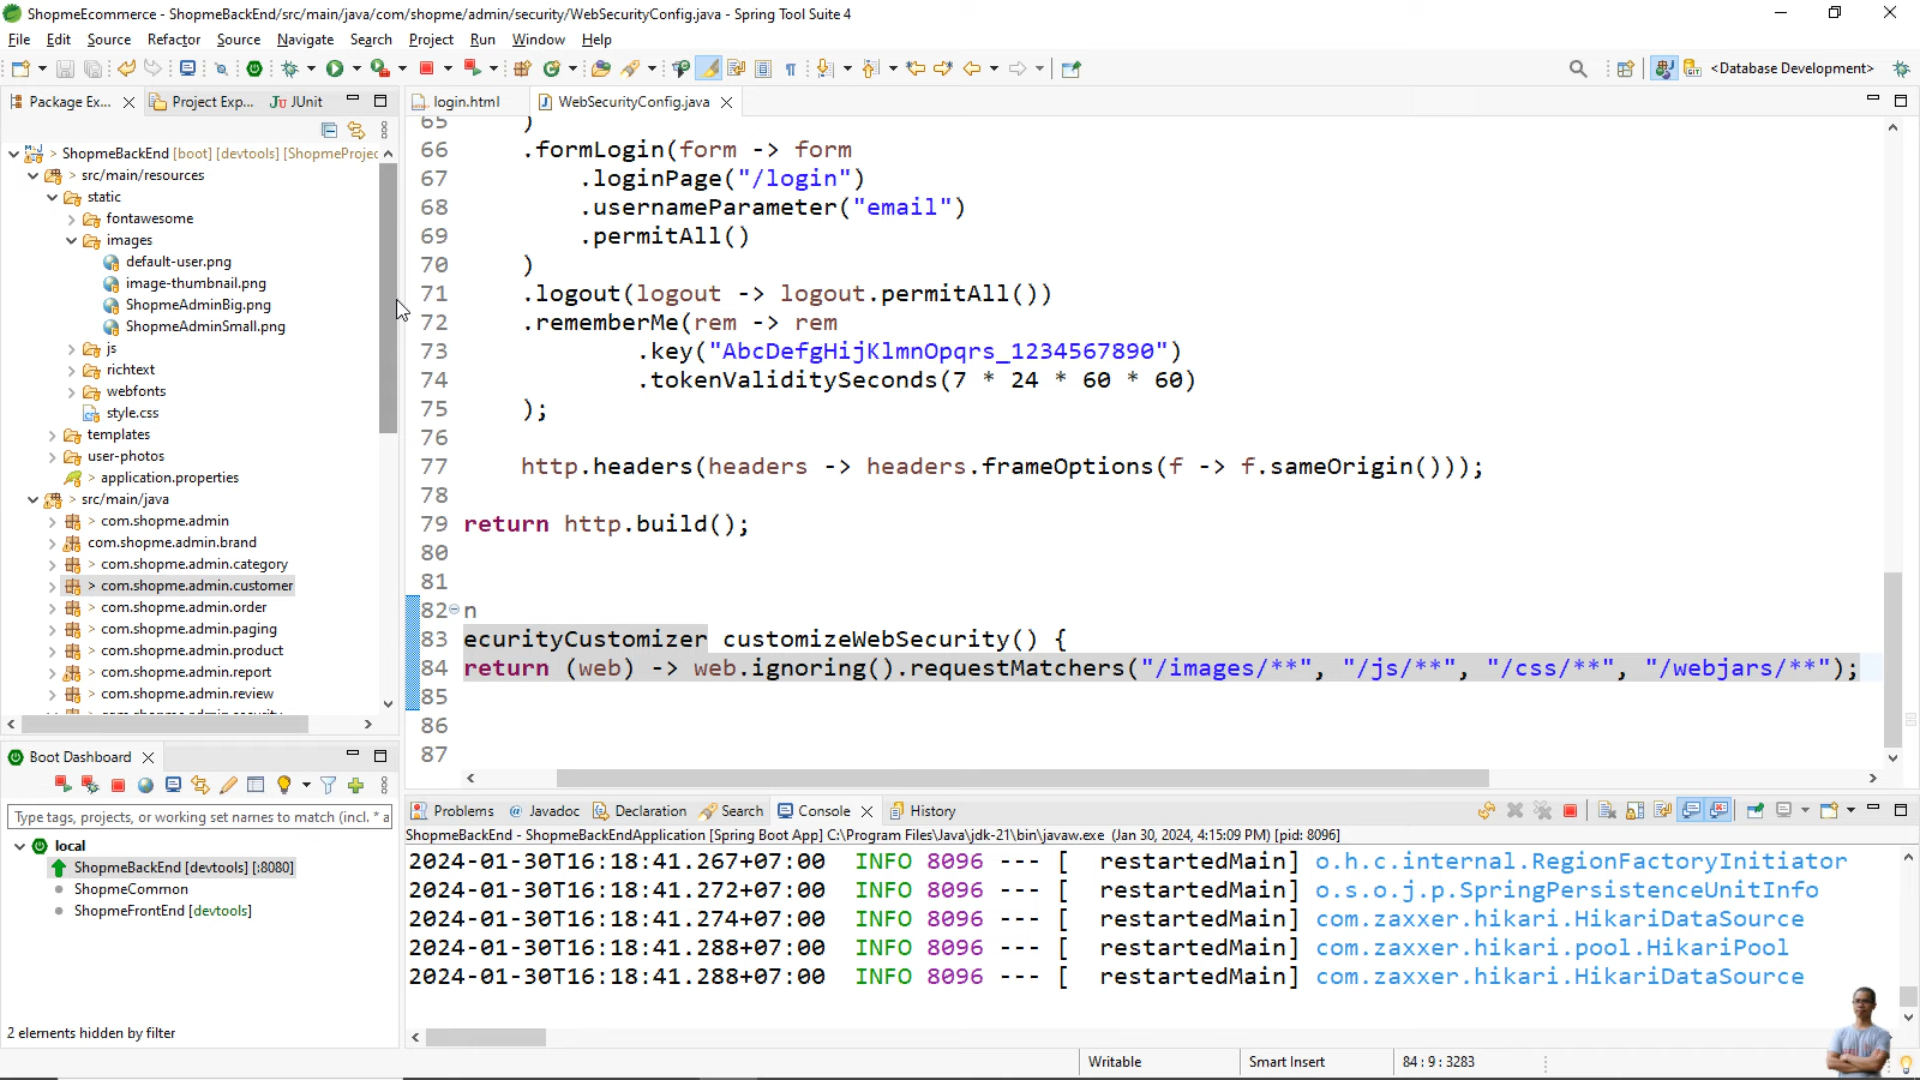 ShopmeEcommerce - ShopmeBackEnd/src/main/java/com/shopme/admin/security/WebSecurityConfig.java - Spring Tool Suite 4
File Edit Source Refactor Source Navigate Search Project Run Window Help
<Database Development>
Package Ex... Project Exp... JUnit
login.html WebSecurityConfig.java
ShopmeBackEnd [boot] [devtools] [ShopmeProjec
src/main/resources
static
fontawesome
images
default-user.png
image-thumbnail.png
ShopmeAdminBig.png
ShopmeAdminSmall.png
js
richtext
webfonts
style.css
templates
user-photos
> application.properties
> src/main/java
> com.shopme.admin
com.shopme.admin.brand
> com.shopme.admin.category
> com.shopme.admin.customer
> com.shopme.admin.order
> com.shopme.admin.paging
> com.shopme.admin.product
> com.shopme.admin.report
> com.shopme.admin.review
65 )
66 .formLogin(form -> form
67 .loginPage("/login")
68 .usernameParameter("email")
69 .permitAll()
70 )
71 .logout(logout -> logout.permitAll())
72 .rememberMe(rem -> rem
73 .key("AbcDefgHijKlmnOpqrs_1234567890")
74 .tokenValiditySeconds(7 * 24 * 60 * 60)
75 );
76
77 http.headers(headers -> headers.frameOptions(f -> f.sameOrigin()));
78
79 return http.build();
80
81
82 n
83 ecurityCustomizer customizeWebSecurity() {
84 return (web) -> web.ignoring().requestMatchers("/images/**", "/js/**", "/css/**", "/webjars/**");
85
86
87
Boot Dashboard
Type tags, projects, or working set names to match (incl. * a
local
ShopmeBackEnd [devtools] [:8080]
ShopmeCommon
ShopmeFrontEnd [devtools]
2 elements hidden by filter
Problems Javadoc Declaration Search Console History
ShopmeBackEnd - ShopmeBackEndApplication [Spring Boot App] C:\Program Files\Java\jdk-21\bin\javaw.exe (Jan 30, 2024, 4:15:09 PM) [pid: 8096]
2024-01-30T16:18:41.267+07:00 INFO 8096 --- [ restartedMain] o.h.c.internal.RegionFactoryInitiator
2024-01-30T16:18:41.272+07:00 INFO 8096 --- [ restartedMain] o.s.o.j.p.SpringPersistenceUnitInfo
2024-01-30T16:18:41.274+07:00 INFO 8096 --- [ restartedMain] com.zaxxer.hikari.HikariDataSource
2024-01-30T16:18:41.288+07:00 INFO 8096 --- [ restartedMain] com.zaxxer.hikari.pool.HikariPool
2024-01-30T16:18:41.288+07:00 INFO 8096 --- [ restartedMain] com.zaxxer.hikari.HikariDataSource
Writable Smart Insert 84 : 9 : 3283